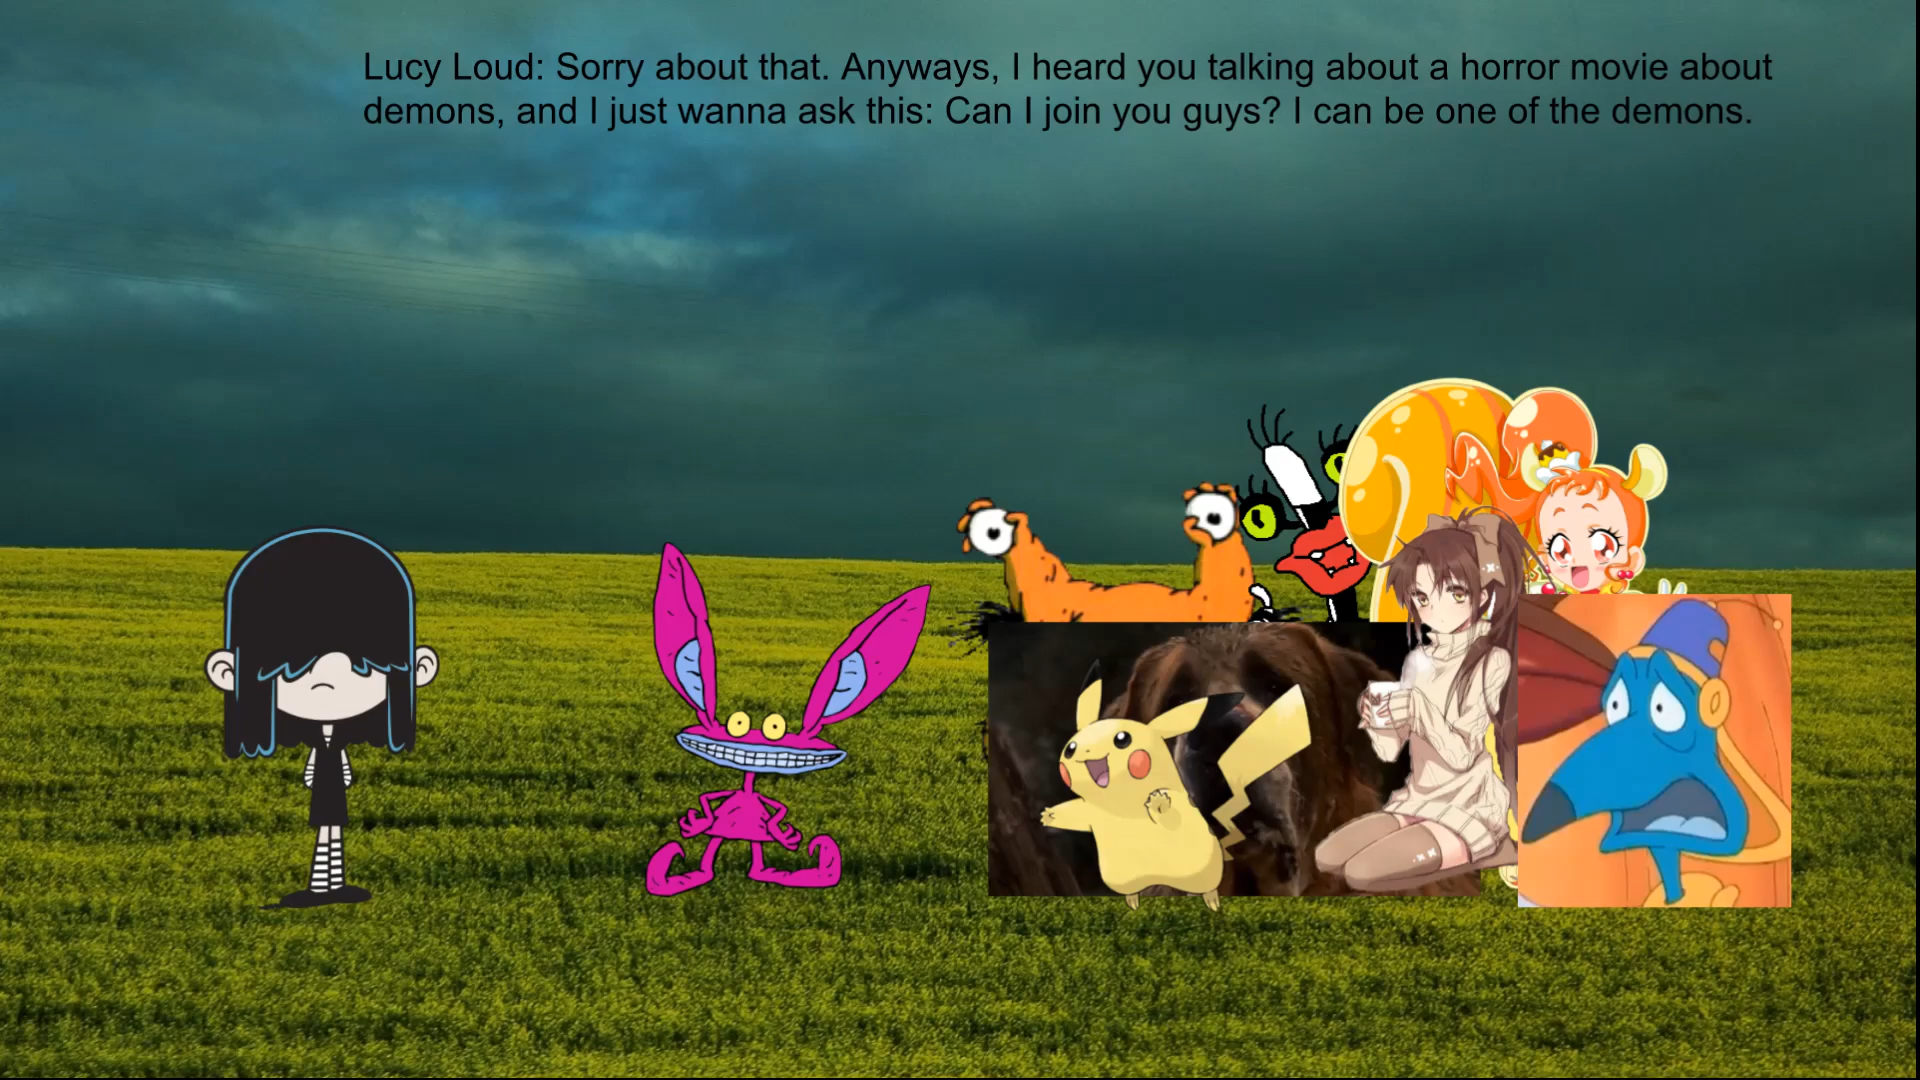 Lucy Loud: Sorry about that. Anyways, I heard you talking about a horror movie about
demons, and I just wanna ask this: Can I join you guys? I can be one of the demons.